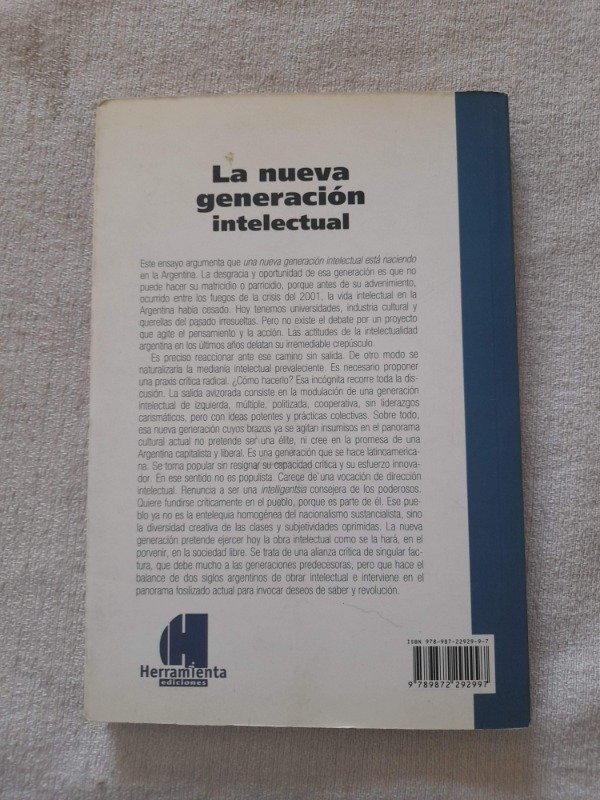 La nueva
generación
intelectual
Este ensayo argumenta que una nueva generación intelectual está naciendo
en la Argentina. La desgracia y oportunidad de esa generación es que no
puede hacer su matricidio o parricidio, porque antes de su advenimiento,
ocurrido entre los fuegos de la crisis del 2001, la vida intelectual en la
Argentina había cesado. Hoy tenemos universidades, industria cultural y
querellas del pasado irresueltas. Pero no existe el debate por un proyecto
que agite el pensamiento y la acción. Las actitudes de la intelectualidad
argentina en los últimos años delatan su irremediable crepúsculo.
Es preciso reaccionar ante ese camino sin salida. De otro modo se
naturalizaría la medianía intelectual prevaleciente. Es necesario proponer
una praxis crítica radical. ¿Cómo hacerlo? Esa incógnita recorre toda la dis-
cusión. La salida avizorada consiste en la modulación de una generación
intelectual de izquierda, múltiple, politizada, cooperativa, sin liderazgos
carismáticos, pero con ideas potentes y prácticas colectivas. Sobre todo,
esa nueva generación cuyos brazos ya se agitan insumisos en el panorama
cultural actual no pretende ser una élite, ni cree en la promesa de una
Argentina capitalista y liberal. Es una generación que se hace latinoamerica-
na. Se torna popular sin resignar su capacidad crítica y su esfuerzo innova-
dor. En ese sentido no es populista. Carece de una vocación de dirección
intelectual. Renuncia a ser una intelligentsia consejera de los poderosos.
Quiere fundirse críticamente en el pueblo, porque es parte de él. Ese pue-
blo ya no es la entelequia homogénea del nacionalismo sustancialista, sino
la diversidad creativa de las clases y subjetividades oprimidas. La nueva
generación pretende ejercer hoy la obra intelectual como se la hará, en el
porvenir, en la sociedad libre. Se trata de una alianza crítica de singular fac-
tura, que debe mucho a las generaciones predecesoras, pero que hace el
balance de dos siglos argentinos de obrar intelectual e interviene en el
panorama fosilizado actual para invocar deseos de saber y revolución.
Herramienta
ediciones
ISBN 978-987-22929-9-7
9 789872 292997